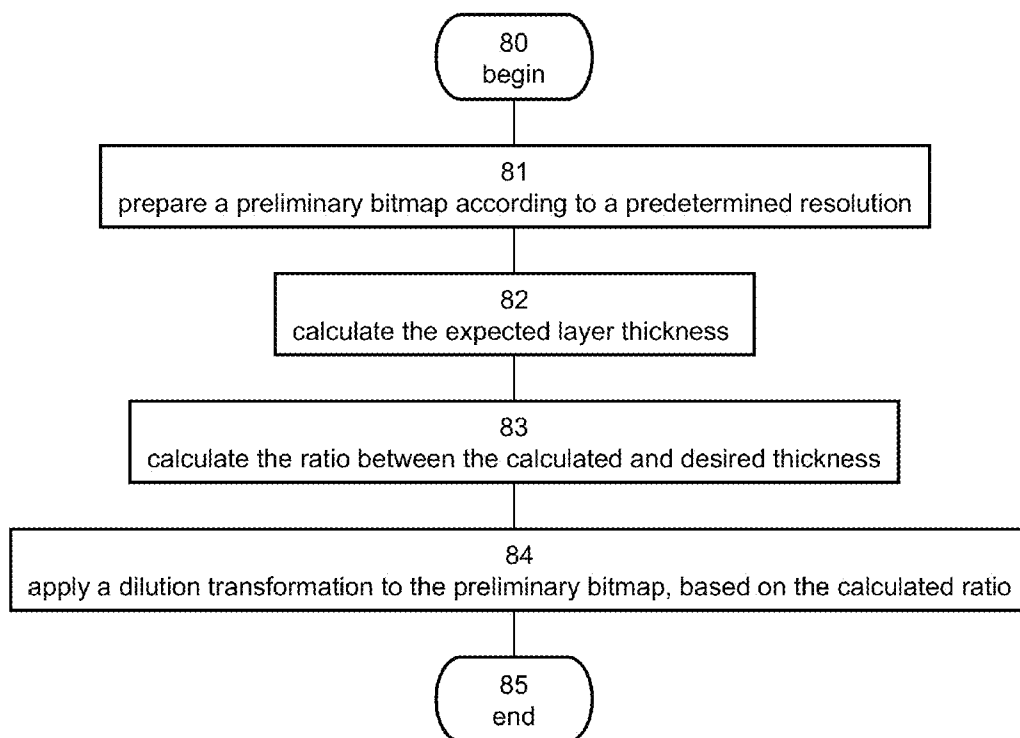 80
begin
81
prepare a preliminary bitmap according to a predetermined resolution
82
calculate the expected layer thickness
83
calculate the ratio between the calculated and desired thickness
84
apply a dilution transformation to the preliminary bitmap, based on the calculated ratio
85
end